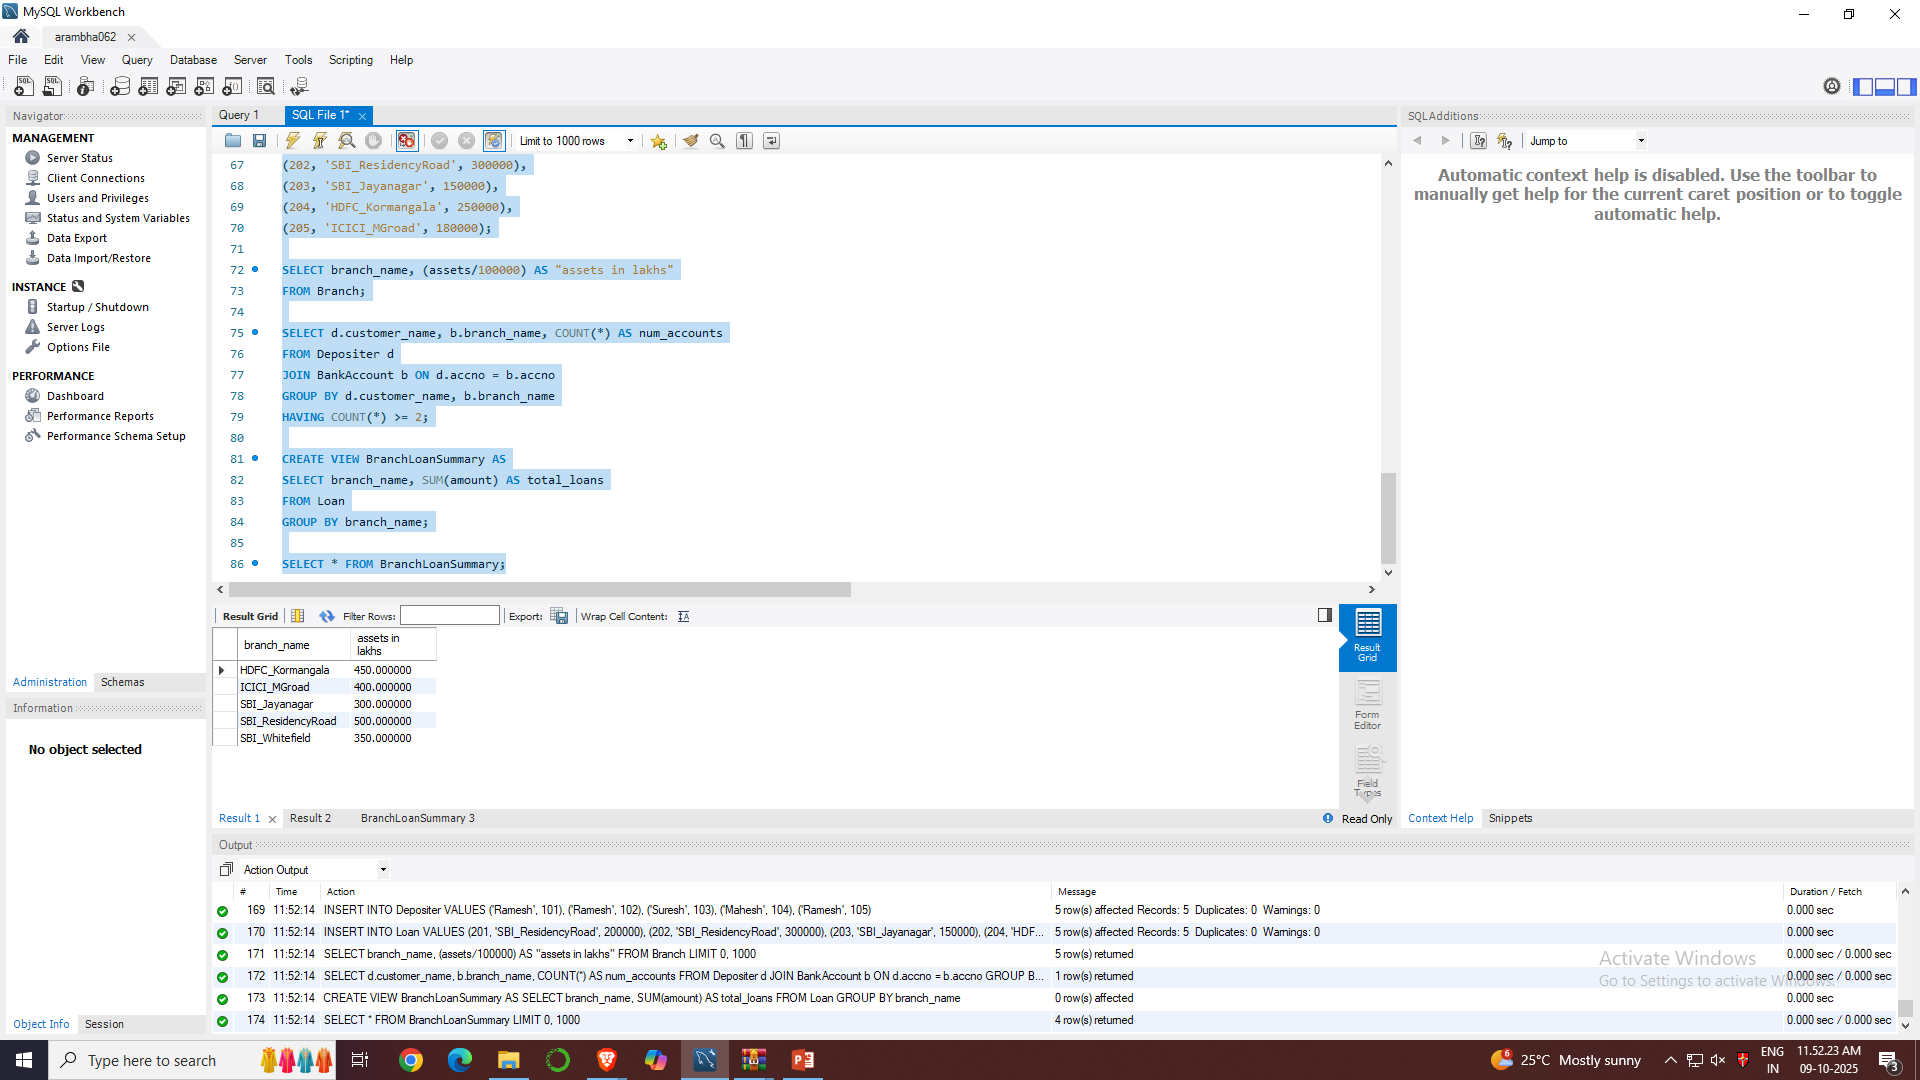 MySQL Workbench
arambha062
File Edit View Query Database Server Tools Scripting Help
Navigator
MANAGEMENT
Server Status
Client Connections
Users and Privileges
Status and System Variables
Data Export
Data Import/Restore
INSTANCE
Startup / Shutdown
Server Logs
Options File
PERFORMANCE
Dashboard
Performance Reports
Performance Schema Setup
Administration Schemas
Information
No object selected
Object Info Session
Query 1 SQL File 1*
Limit to 1000 rows
67 (202, 'SBI_ResidencyRoad', 300000),
68 (203, 'SBI_Jayanagar', 150000),
69 (204, 'HDFC_Kormangala', 250000),
70 (205, 'ICICI_MGroad', 180000);
71
72 SELECT branch_name, (assets/100000) AS "assets in lakhs"
73 FROM Branch;
74
75 SELECT d.customer_name, b.branch_name, COUNT(*) AS num_accounts
76 FROM Depositer d
77 JOIN BankAccount b ON d.accno = b.accno
78 GROUP BY d.customer_name, b.branch_name
79 HAVING COUNT(*) >= 2;
80
81 CREATE VIEW BranchLoanSummary AS
82 SELECT branch_name, SUM(amount) AS total_loans
83 FROM Loan
84 GROUP BY branch_name;
85
86 SELECT * FROM BranchLoanSummary;
Result Grid Filter Rows: Export: Wrap Cell Content:
branch_name assets in lakhs
HDFC_Kormangala 450.000000
ICICI_MGroad 400.000000
SBI_Jayanagar 300.000000
SBI_ResidencyRoad 500.000000
SBI_Whitefield 350.000000
Result Grid
Form Editor
Field Types
Result 1 Result 2 BranchLoanSummary 3 Read Only
SQLAdditions
Jump to
Automatic context help is disabled. Use the toolbar to
manually get help for the current caret position or to toggle
automatic help.
Context Help Snippets
Output
Action Output
# Time Action Message Duration / Fetch
169 11:52:14 INSERT INTO Depositer VALUES ('Ramesh', 101), ('Ramesh', 102), ('Suresh', 103), ('Mahesh', 104), ('Ramesh', 105) 5 row(s) affected Records: 5 Duplicates: 0 Warnings: 0 0.000 sec
170 11:52:14 INSERT INTO Loan VALUES (201, 'SBI_ResidencyRoad', 200000), (202, 'SBI_ResidencyRoad', 300000), (203, 'SBI_Jayanagar', 150000), (204, 'HDF... 5 row(s) affected Records: 5 Duplicates: 0 Warnings: 0 0.000 sec
171 11:52:14 SELECT branch_name, (assets/100000) AS "assets in lakhs" FROM Branch LIMIT 0, 1000 5 row(s) returned 0.000 sec / 0.000 sec
172 11:52:14 SELECT d.customer_name, b.branch_name, COUNT(*) AS num_accounts FROM Depositer d JOIN BankAccount b ON d.accno = b.accno GROUP B... 1 row(s) returned 0.000 sec / 0.000 sec
173 11:52:14 CREATE VIEW BranchLoanSummary AS SELECT branch_name, SUM(amount) AS total_loans FROM Loan GROUP BY branch_name 0 row(s) affected 0.000 sec
174 11:52:14 SELECT * FROM BranchLoanSummary LIMIT 0, 1000 4 row(s) returned 0.000 sec / 0.000 sec
Activate Windows
Go to Settings to activate Windows.
Type here to search
6 25°C Mostly sunny
ENG
IN
11.52.23 AM
09-10-2025
3